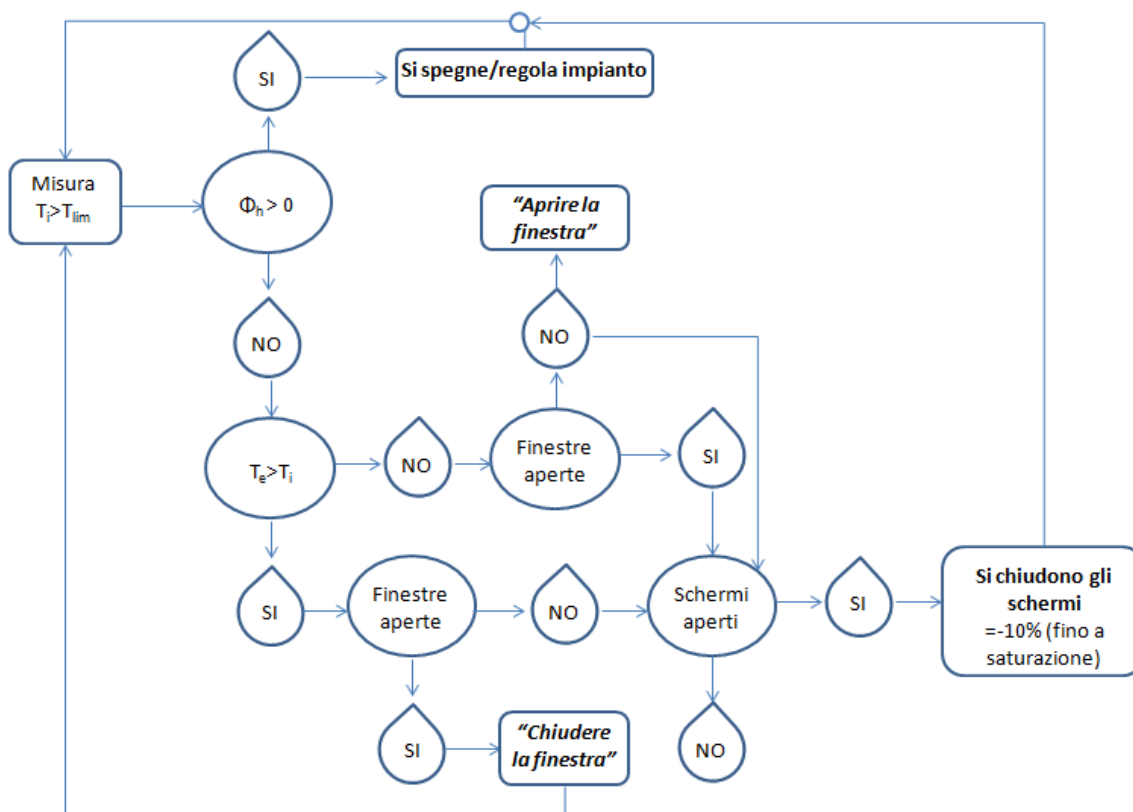 SI
Si spegne/regola impianto
Misura
Ti>Tlim
Φh > 0
"Aprire la
finestra"
NO
NO
Te>Ti
NO
Finestre
aperte
SI
SI
Finestre
aperte
NO
Schermi
aperti
SI
Si chiudono gli
schermi
=-10% (fino a
saturazione)
SI
"Chiudere
la finestra"
NO